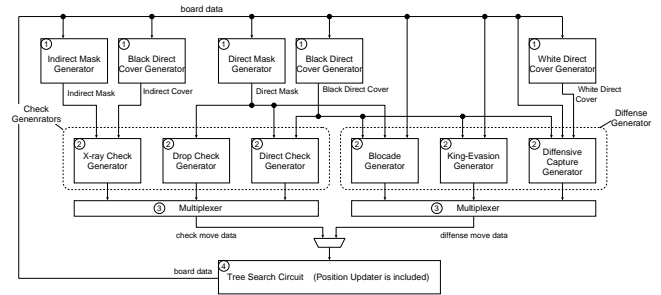 board data
1 Indirect Mask Generator
1 Black Direct Cover Generator
1 Direct Mask Generator
1 Black Direct Cover Generator
1 White Direct Cover Generator
Indirect Mask
Indirect Cover
Direct Mask
Black Direct Cover
White Direct Cover
Check Genenrators
Diffense Generator
2 X-ray Check Generator
2 Drop Check Generator
2 Direct Check Generator
2 Blocade Generator
2 King-Evasion Generator
2 Diffensive Capture Generator
3 Multiplexer
3 Multiplexer
check move data
diffense move data
board data
4 Tree Search Circuit (Position Updater is included)